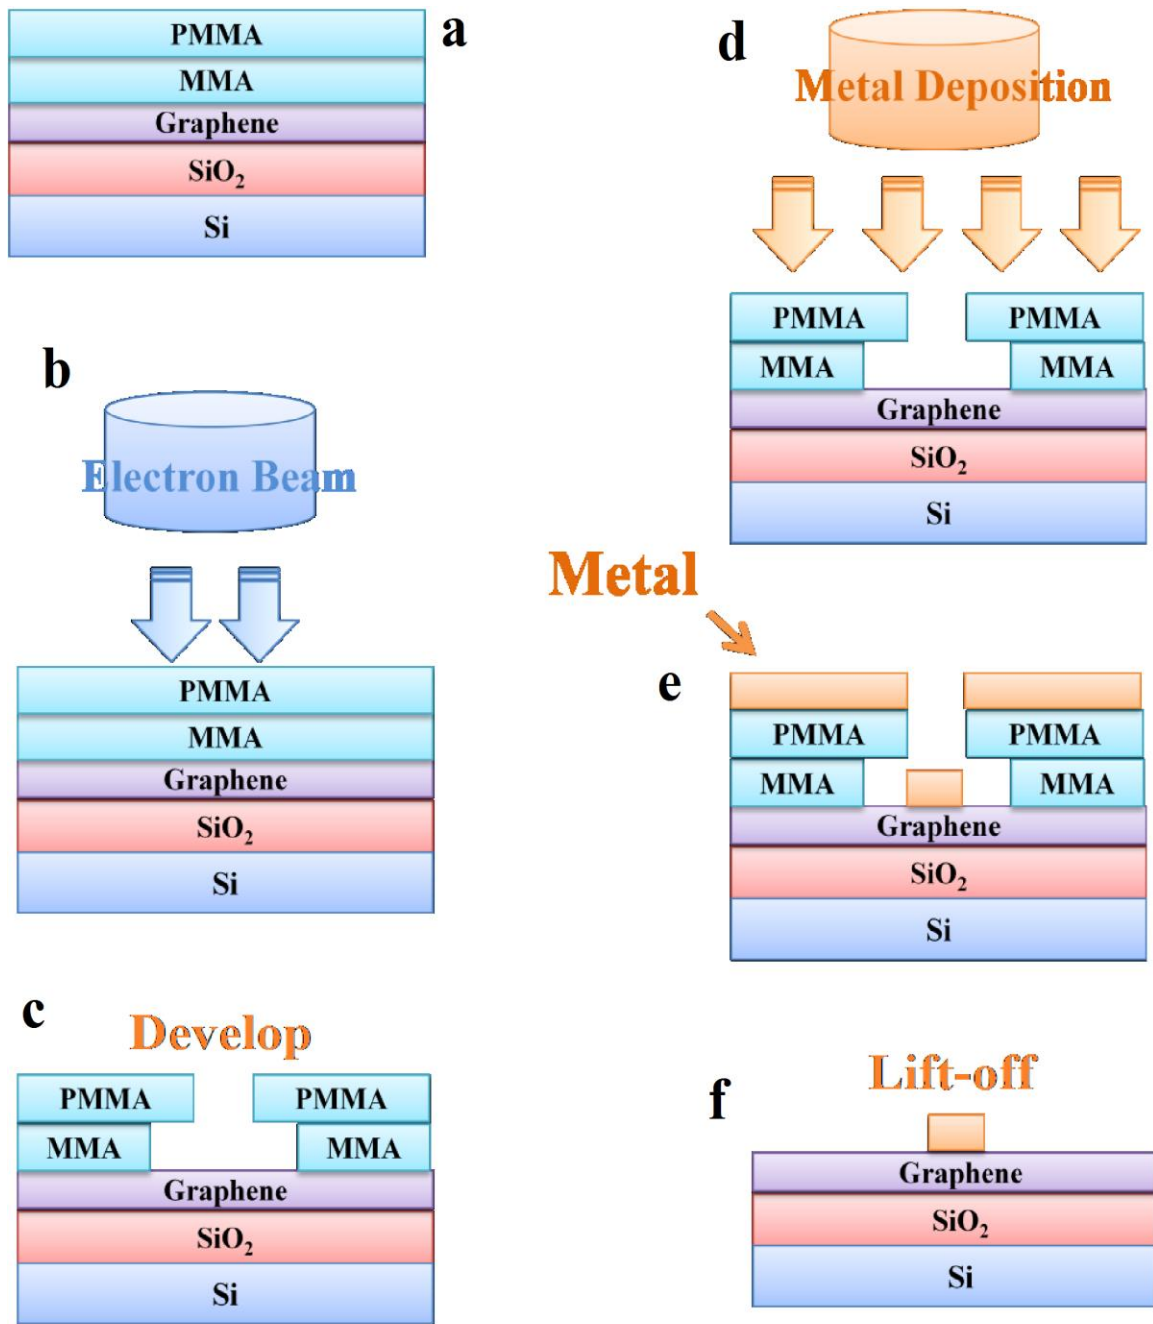 a
PMMA
MMA
Graphene
SiO₂
Si
b
Electron Beam
PMMA
MMA
Graphene
SiO₂
Si
c
Develop
PMMA PMMA
MMA MMA
Graphene
SiO₂
Si
d
Metal Deposition
PMMA PMMA
MMA MMA
Graphene
SiO₂
Si
Metal
e
PMMA PMMA
MMA MMA
Graphene
SiO₂
Si
f
Lift-off
Graphene
SiO₂
Si